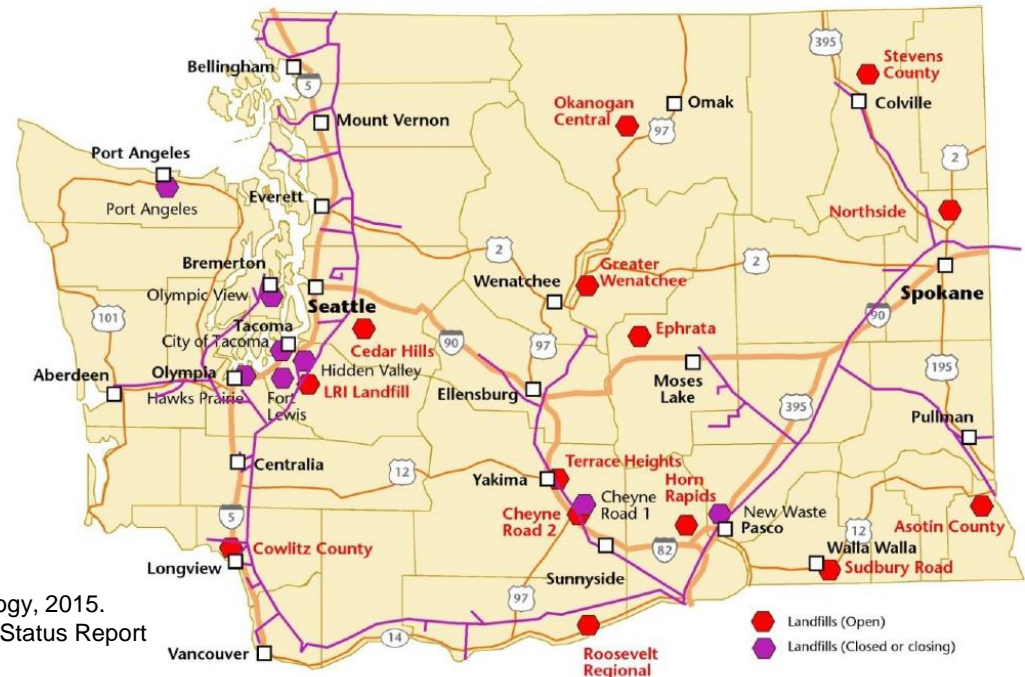 395
Stevens
County
Bellingham
5
Okanogan
Central
Omak
Colville
Mount Vernon
97
Port Angeles
2
Port Angeles
Everett
Northside
2
Bremerton
Olympic View
Greater
Wenatchee
2
Wenatchee
Seattle
Spokane
101
Tacoma
City of Tacoma
Cedar Hills
Ephrata
90
90
97
Hidden Valley
Olympia
Aberdeen
Hawks Prairie
Fort
Lewis
LRI Landfill
Ellensburg
Moses
Lake
195
395
Pullman
Centralia
12
Terrace Heights
Yakima
Horn
Rapids
Cheyne
Road 1
Cheyne
Road 2
New Waste
Pasco
12
Asotin County
5
Cowlitz County
82
Walla Walla
Sudbury Road
Longview
Sunnyside
97
ogy, 2015.
Status Report
14
Landfills (Open)
Landfills (Closed or closing)
Vancouver
Roosevelt
Regional